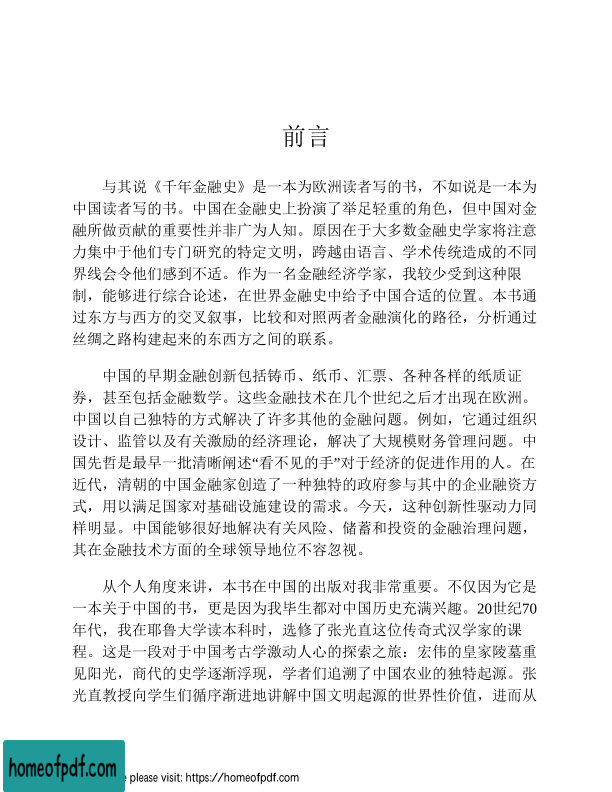 前言
与其说《千年金融史》是一本为欧洲读者写的书，不如说是一本为
中国读者写的书。中国在金融史上扮演了举足轻重的角色，但中国对金
融所做贡献的重要性并非广为人知。原因在于大多数金融史学家将注意
力集中于他们专门研究的特定文明，跨越由语言、学术传统造成的不同
界线会令他们感到不适。作为一名金融经济学家，我较少受到这种限
制，能够进行综合论述，在世界金融史中给予中国合适的位置。本书通
过东方与西方的交叉叙事，比较和对照两者金融演化的路径，分析通过
丝绸之路构建起来的东西方之间的联系。
中国的早期金融创新包括铸币、纸币、汇票、各种各样的纸质证
券，甚至包括金融数学。这些金融技术在几个世纪之后才出现在欧洲。
中国以自己独特的方式解决了许多其他的金融问题。例如，它通过组织
设计、监管以及有关激励的经济理论，解决了大规模财务管理问题。中
国先哲是最早一批清晰阐述“看不见的手”对于经济的促进作用的人。在
近代，清朝的中国金融家创造了一种独特的政府参与其中的企业融资方
式，用以满足国家对基础设施建设的需求。今天，这种创新性驱动力同
样明显。中国能够很好地解决有关风险、储蓄和投资的金融治理问题，
其在金融技术方面的全球领导地位不容忽视。
从个人角度来讲，本书在中国的出版对我非常重要。不仅因为它是
一本关于中国的书，更是因为我毕生都对中国历史充满兴趣。20世纪70
年代，我在耶鲁大学读本科时，选修了张光直这位传奇式汉学家的课
程。这是一段对于中国考古学激动人心的探索之旅：宏伟的皇家陵墓重
见阳光，商代的史学逐渐浮现，学者们追溯了中国农业的独特起源。张
光直教授向学生们循序渐进地讲解中国文明起源的世界性价值，进而从
homeofpdf.com
e please visit: https://homeofpdf.com